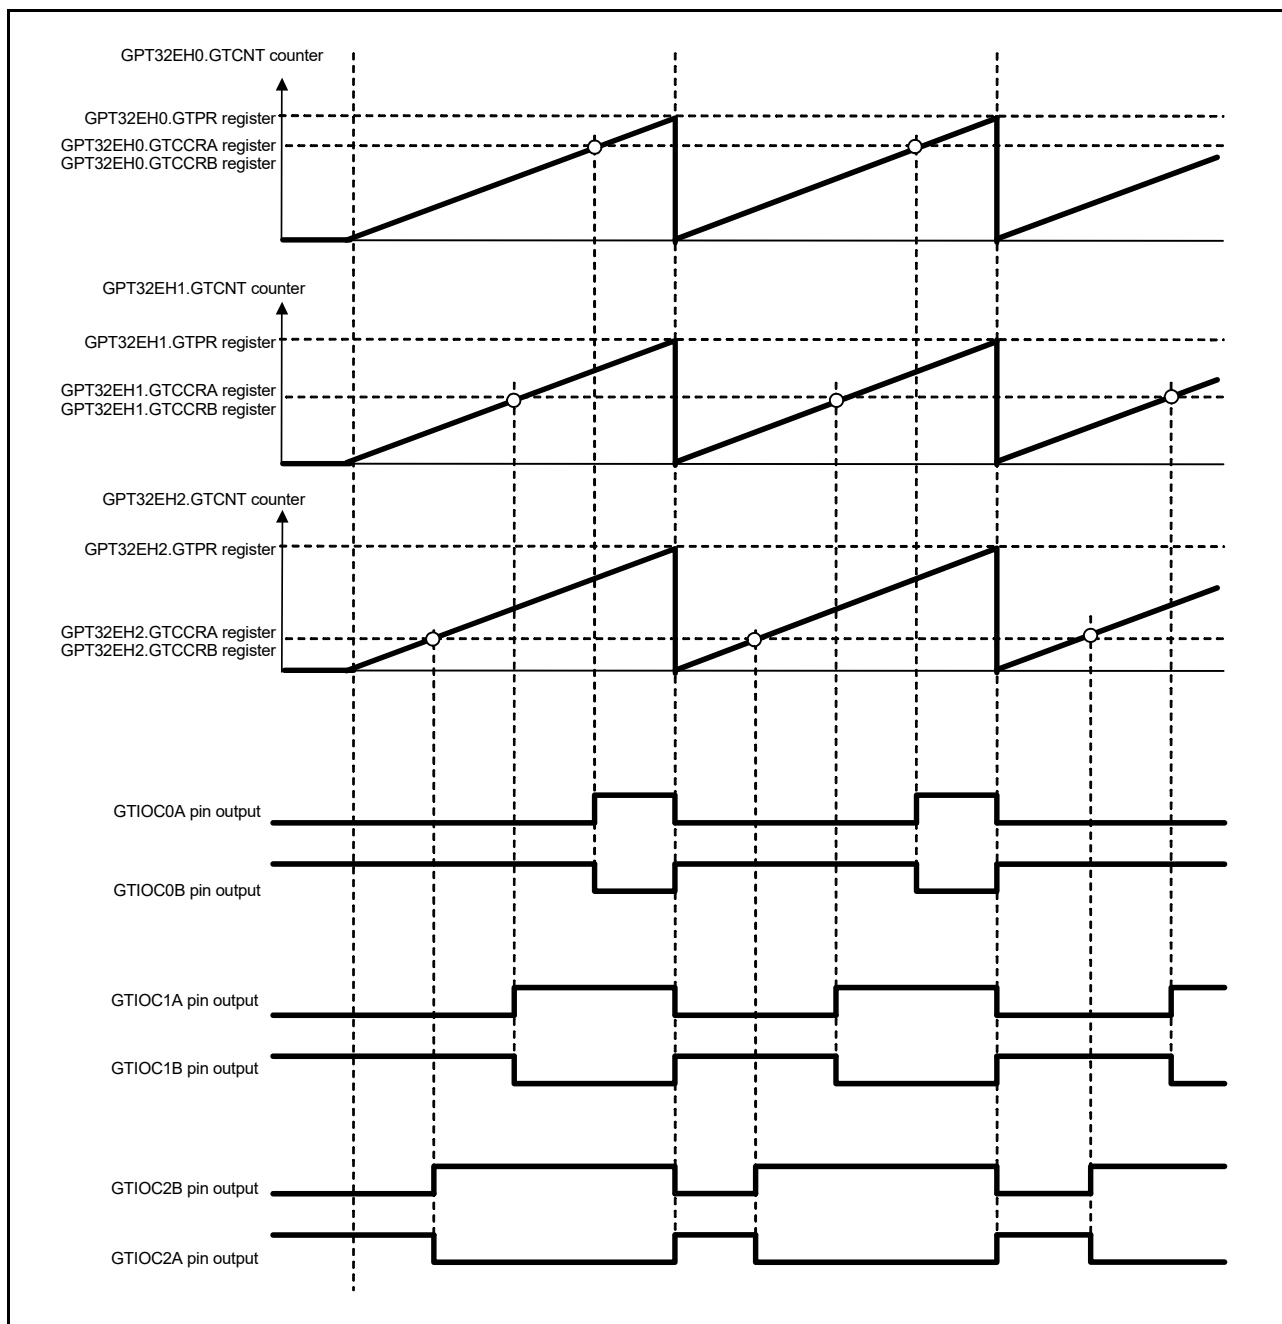 GPT32EH0.GTCNT counter
GPT32EH0.GTPR register
GPT32EH0.GTCCRA register
GPT32EH0.GTCCRB register
GPT32EH1.GTCNT counter
GPT32EH1.GTPR register
GPT32EH1.GTCCRA register
GPT32EH1.GTCCRB register
GPT32EH2.GTCNT counter
GPT32EH2.GTPR register
GPT32EH2.GTCCRA register
GPT32EH2.GTCCRB register
GTIOC0A pin output
GTIOC0B pin output
GTIOC1A pin output
GTIOC1B pin output
GTIOC2B pin output
GTIOC2A pin output